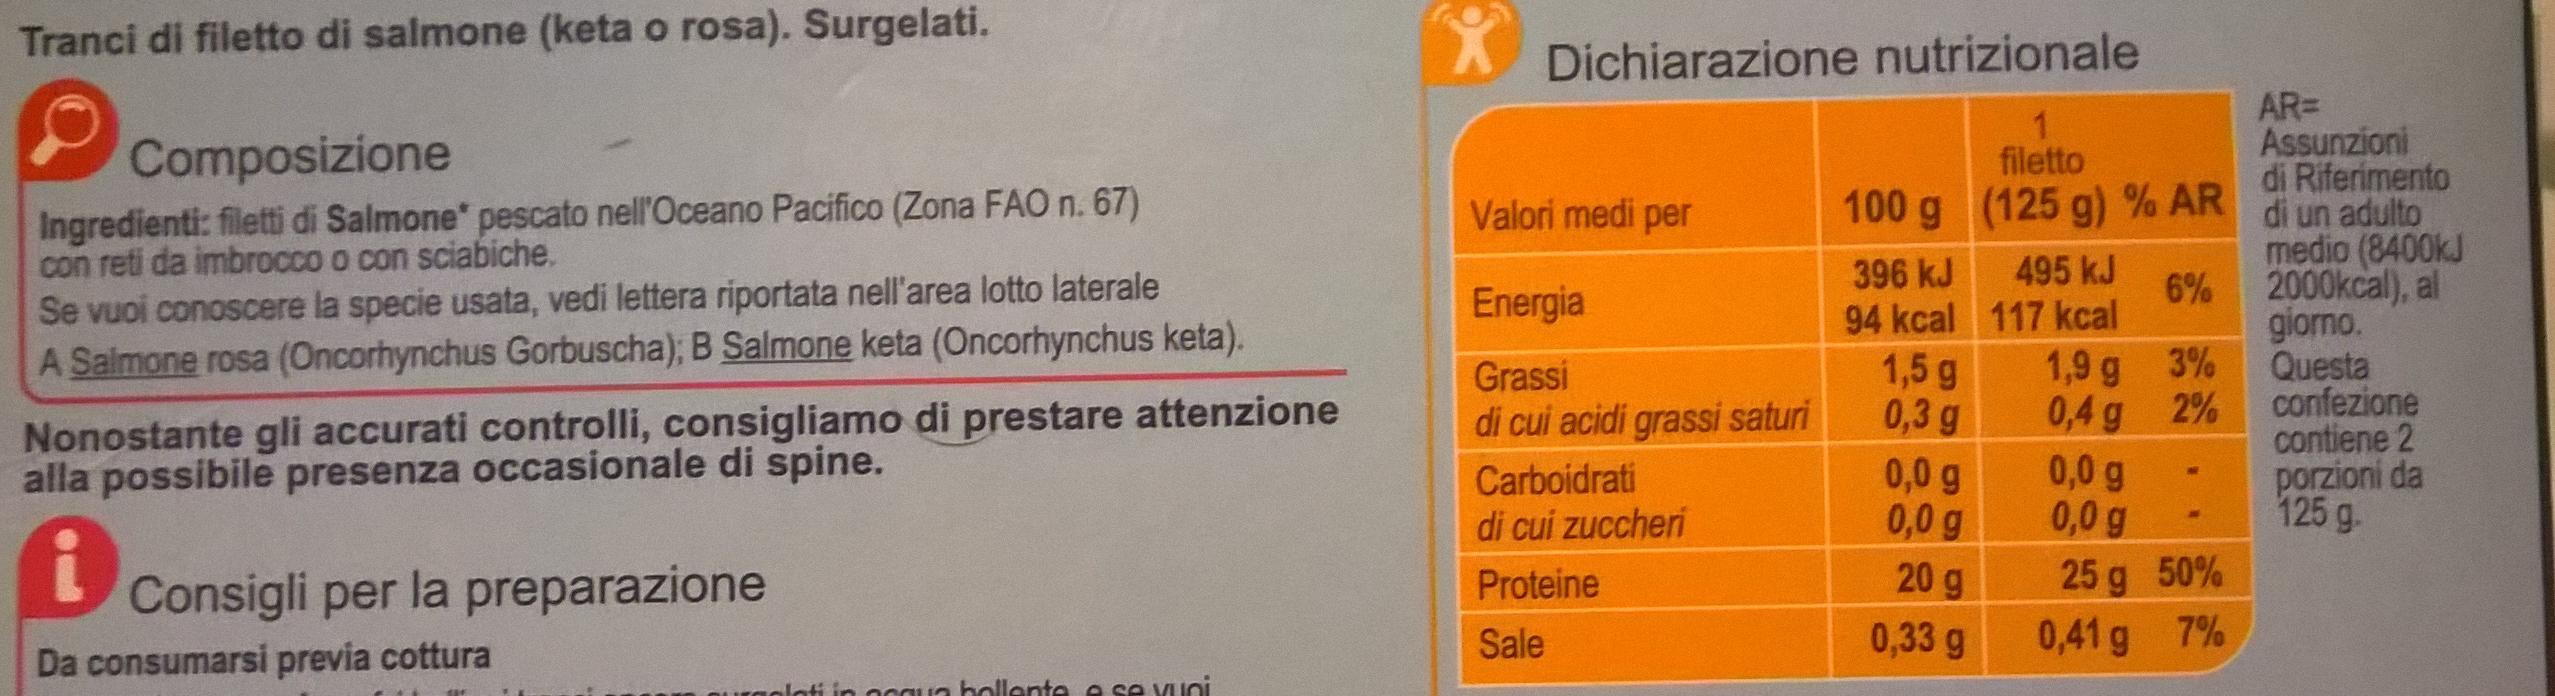 Tranci di filetto di salmone (keta o rosa). Surgelati.
Composizione
Ingredienti: filetti di Salmone* pescato nell'Oceano Pacifico (Zona FAO n. 67)
con reti da imbrocco o con sciabiche.
Se vuoi conoscere la specie usata, vedi lettera riportata nell'area lotto laterale
A Salmone rosa (Oncorhynchus Gorbuscha); B Salmone keta (Oncorhynchus keta).
Nonostante gli accurati controlli, consigliamo di prestare attenzione
alla possibile presenza occasionale di spine.
i
Consigli per la preparazione
Da consumarsi previa cottura
surgelati in acqua bollente e se vuoi
Dichiarazione nutrizionale
1
filetto
Valori medi per 100 g (125 g) % AR
Energia 396 kJ 495 kJ 6%
94 kcal 117 kcal
Grassi 1,5 g 1,9 g 3%
di cui acidi grassi saturi 0,3 g 0,4 g 2%
Carboidrati 0,0 g 0,0 g -
di cui zuccheri 0,0 g 0,0 g -
Proteine 20 g 25 g 50%
Sale 0,33 g 0,41 g 7%
AR=
Assunzioni
di Riferimento
di un adulto
medio (8400kJ
2000kcal), al
giorno.
Questa
confezione
contiene 2
porzioni da
125 g.